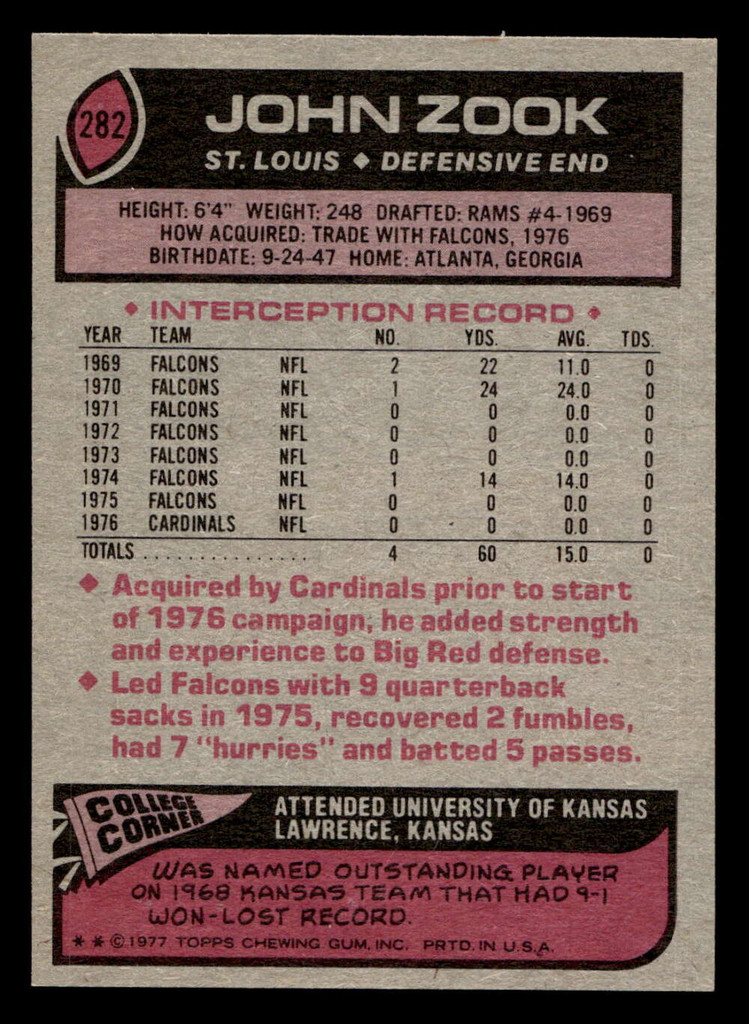 282
JOHN ZOOK
ST. LOUIS ◆ DEFENSIVE END
HEIGHT: 6'4" WEIGHT: 248 DRAFTED: RAMS #4-1969
HOW ACQUIRED: TRADE WITH FALCONS, 1976
BIRTHDATE: 9-24-47 HOME: ATLANTA, GEORGIA
◆ INTERCEPTION RECORD ◆
YEAR TEAM NO. YDS. AVG. TDS.
1969 FALCONS NFL 2 22 11.0 0
1970 FALCONS NFL 1 24 24.0 0
1971 FALCONS NFL 0 0 0.0 0
1972 FALCONS NFL 0 0 0.0 0
1973 FALCONS NFL 0 0 0.0 0
1974 FALCONS NFL 1 14 14.0 0
1975 FALCONS NFL 0 0 0.0 0
1976 CARDINALS NFL 0 0 0.0 0
TOTALS . . . . . . . . . . . . . . . 4 60 15.0 0
◆ Acquired by Cardinals prior to start
of 1976 campaign, he added strength
and experience to Big Red defense.
◆ Led Falcons with 9 quarterback
sacks in 1975, recovered 2 fumbles,
had 7 "hurries" and batted 5 passes.
COLLEGE
CORNER
ATTENDED UNIVERSITY OF KANSAS
LAWRENCE, KANSAS
WAS NAMED OUTSTANDING PLAYER
ON 1968 KANSAS TEAM THAT HAD 9-1
WON-LOST RECORD.
* * © 1977 TOPPS CHEWING GUM, INC. PRTD. IN U.S.A.